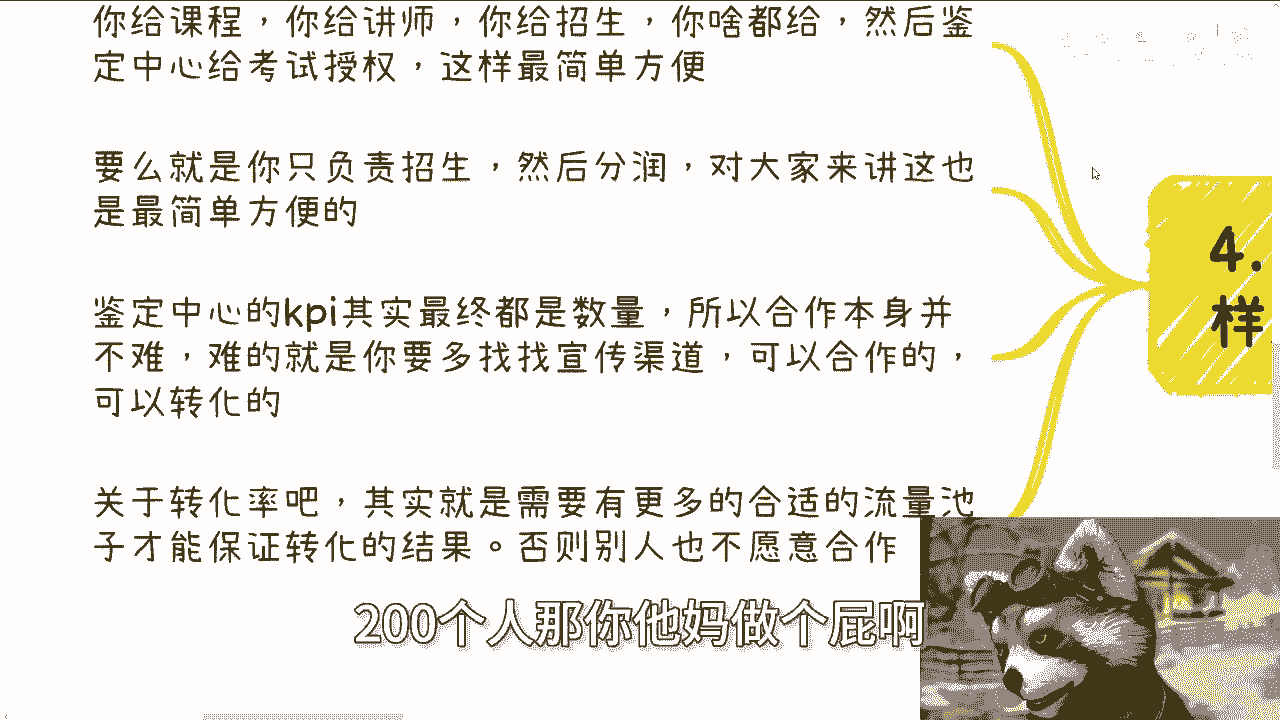 你给课程，你给讲师，你给招生，你啥都给，然后鉴
定中心给考试授权，这样最简单方便
要么就是你只负责招生，然后分润，对大家来讲这也
是最简单方便的
鉴定中心的kpi其实最终都是数量，所以合作本身并
不难，难的就是你要多找找宣传渠道，可以合作的，
可以转化的
关于转化率吧，其实就是需要有更多的合适的流量池
子才能保证转化的结果。否则别人也不愿意合作
4.
样
200个人那你他妈做个屁啊